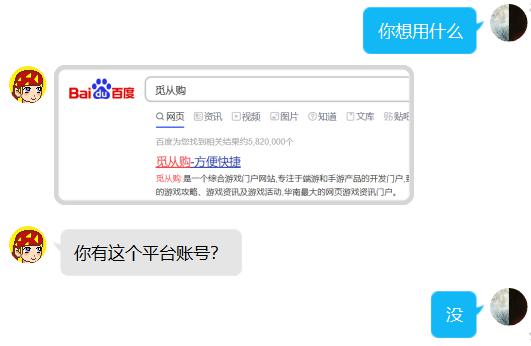 你想用什么
Bai du 百度
觅从购
网页 资讯 视频 图片 知道 文库 贴吧
百度为您找到相关结果约5,820,000个
觅从购-方便快捷
觅从购是一个综合游戏门户网站,专注于端游和手游产品的开发门户,
的游戏攻略、游戏资讯及游戏活动,华南最大的网页游戏资讯门户。
你有这个平台账号?
没